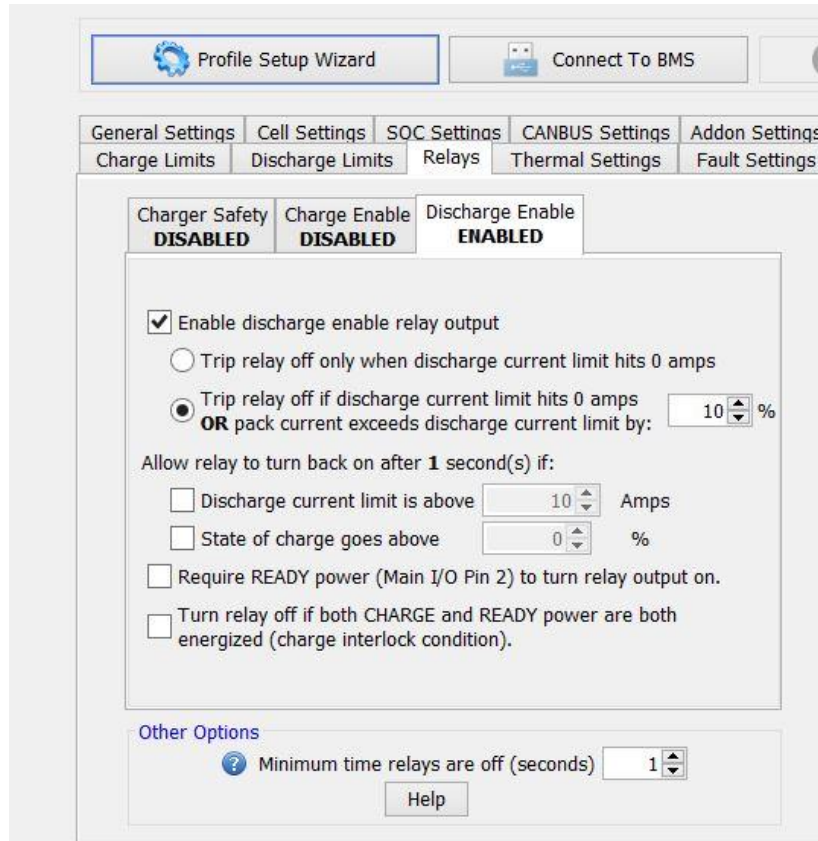 Profile Setup Wizard Connect To BMS
General Settings Cell Settings SOC Settings CANBUS Settings Addon Settings
Charge Limits Discharge Limits Relays Thermal Settings Fault Settings
Charger Safety Charge Enable Discharge Enable
DISABLED DISABLED ENABLED
Enable discharge enable relay output
Trip relay off only when discharge current limit hits 0 amps
Trip relay off if discharge current limit hits 0 amps
OR pack current exceeds discharge current limit by: 10 %
Allow relay to turn back on after 1 second(s) if:
Discharge current limit is above 10 Amps
State of charge goes above 0 %
Require READY power (Main I/O Pin 2) to turn relay output on.
Turn relay off if both CHARGE and READY power are both
energized (charge interlock condition).
Other Options
? Minimum time relays are off (seconds) 1
Help